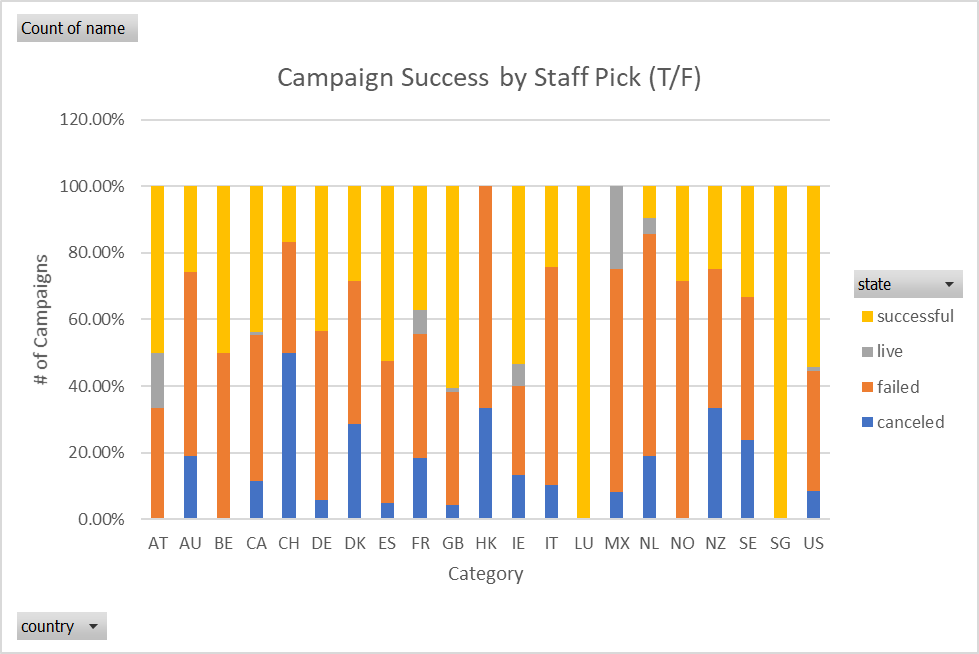 Count of name
Campaign Success by Staff Pick (T/F)
120.00%
100.00%
80.00%
60.00%
40.00%
20.00%
0.00%
# of Campaigns
AT AU BE CA CH DE DK ES FR GB HK IE IT LU MX NL NO NZ SE SG US
Category
state
successful
live
failed
canceled
country